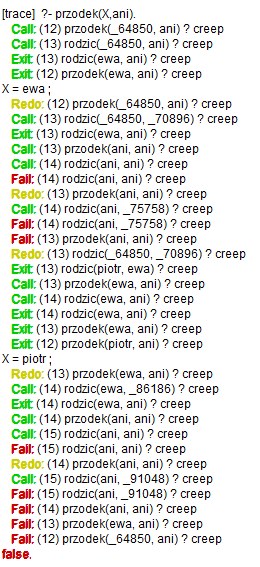 [trace]  ?- przodek(X,ani).
Call: (12) przodek(_64850, ani) ? creep
Call: (13) rodzic(_64850, ani) ? creep
Exit: (13) rodzic(ewa, ani) ? creep
Exit: (12) przodek(ewa, ani) ? creep
X = ewa ;
Redo: (12) przodek(_64850, ani) ? creep
Call: (13) rodzic(_64850, _70896) ? creep
Exit: (13) rodzic(ewa, ani) ? creep
Call: (13) przodek(ani, ani) ? creep
Call: (14) rodzic(ani, ani) ? creep
Fail: (14) rodzic(ani, ani) ? creep
Redo: (13) przodek(ani, ani) ? creep
Call: (14) rodzic(ani, _75758) ? creep
Fail: (14) rodzic(ani, _75758) ? creep
Fail: (13) przodek(ani, ani) ? creep
Redo: (13) rodzic(_64850, _70896) ? creep
Exit: (13) rodzic(piotr, ewa) ? creep
Call: (13) przodek(ewa, ani) ? creep
Call: (14) rodzic(ewa, ani) ? creep
Exit: (14) rodzic(ewa, ani) ? creep
Exit: (13) przodek(ewa, ani) ? creep
Exit: (12) przodek(piotr, ani) ? creep
X = piotr ;
Redo: (13) przodek(ewa, ani) ? creep
Call: (14) rodzic(ewa, _86186) ? creep
Exit: (14) rodzic(ewa, ani) ? creep
Call: (14) przodek(ani, ani) ? creep
Call: (15) rodzic(ani, ani) ? creep
Fail: (15) rodzic(ani, ani) ? creep
Redo: (14) przodek(ani, ani) ? creep
Call: (15) rodzic(ani, _91048) ? creep
Fail: (15) rodzic(ani, _91048) ? creep
Fail: (14) przodek(ani, ani) ? creep
Fail: (13) przodek(ewa, ani) ? creep
Fail: (12) przodek(_64850, ani) ? creep
false.